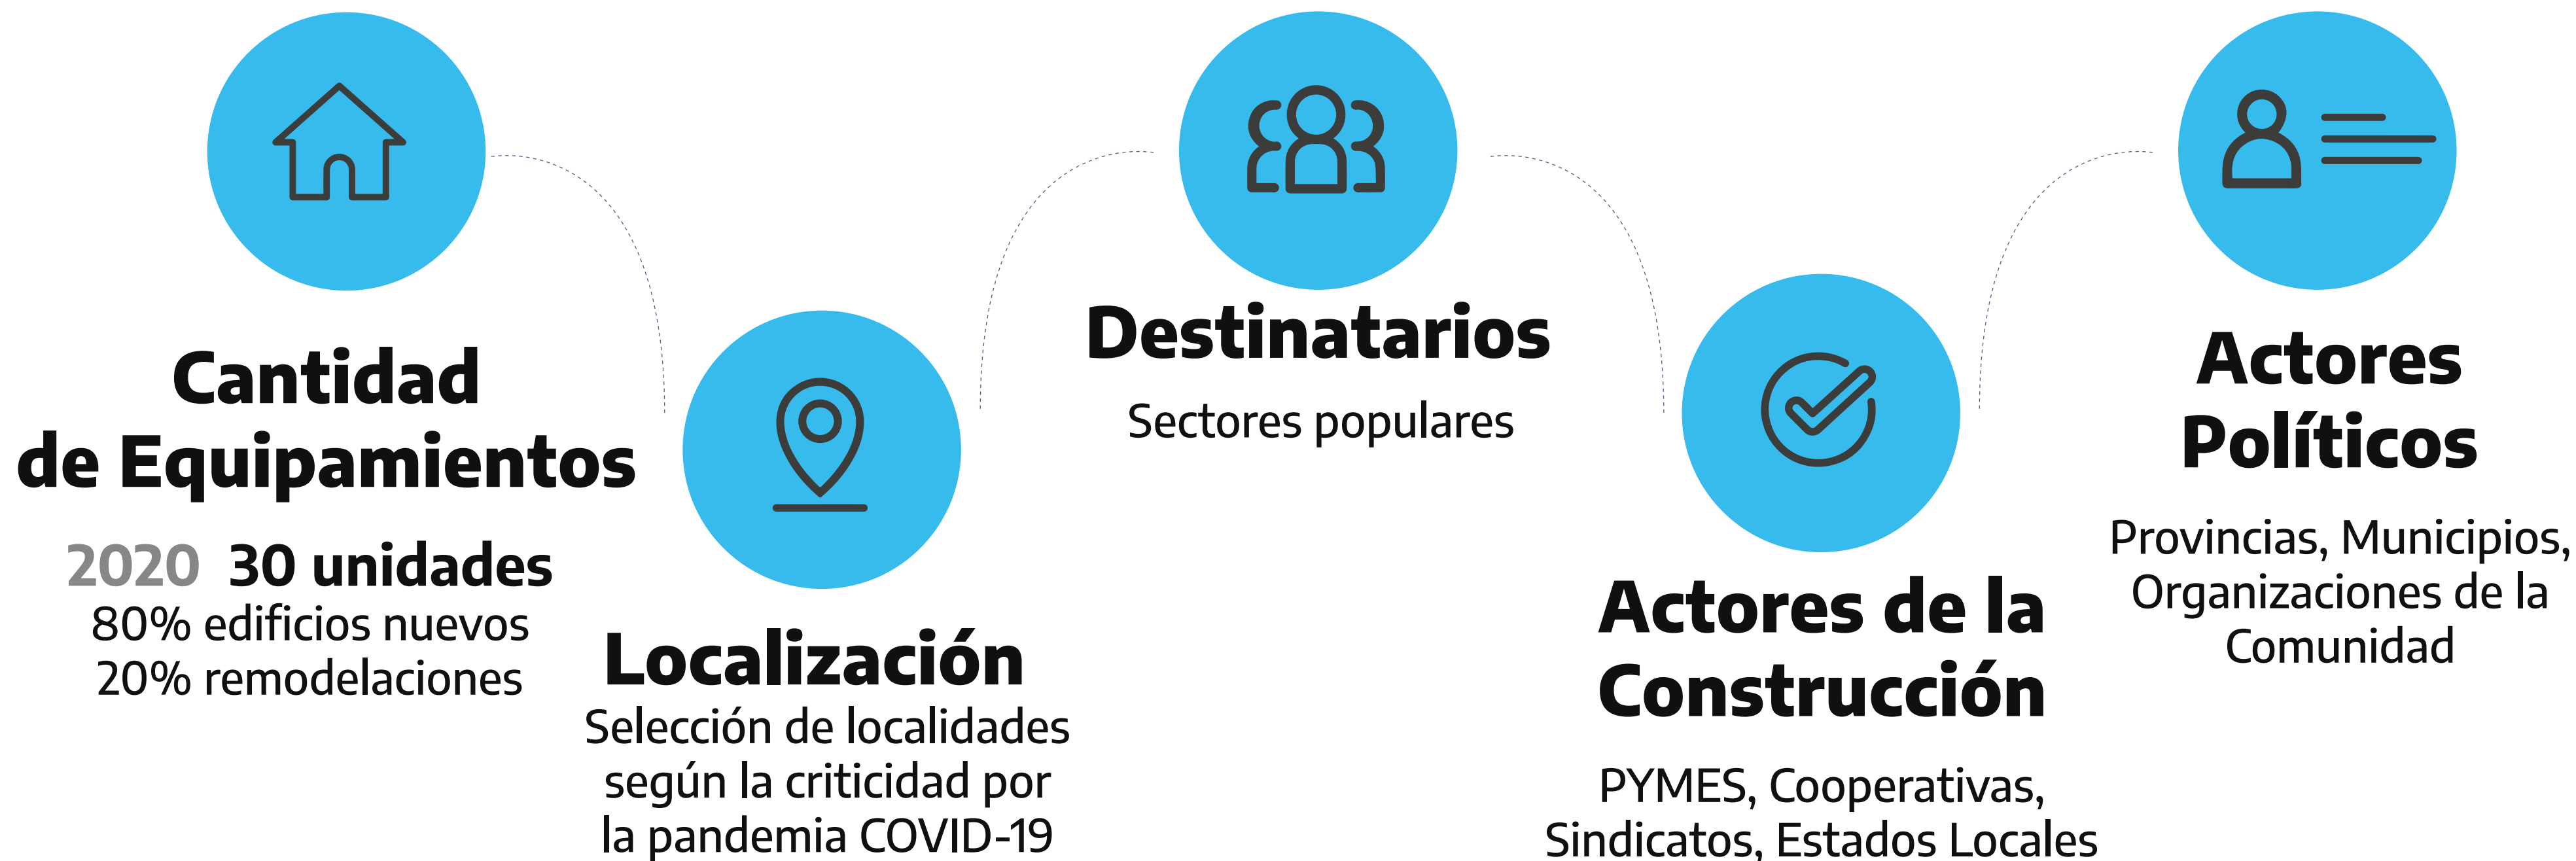 Cantidad
de Equipamientos
2020 30 unidades
80% edificios nuevos
20% remodelaciones
Localización
Selección de localidades
según la criticidad por
la pandemia COVID-19
Destinatarios
Sectores populares
Actores de la
Construcción
PYMES, Cooperativas,
Sindicatos, Estados Locales
Actores
Políticos
Provincias, Municipios,
Organizaciones de la
Comunidad